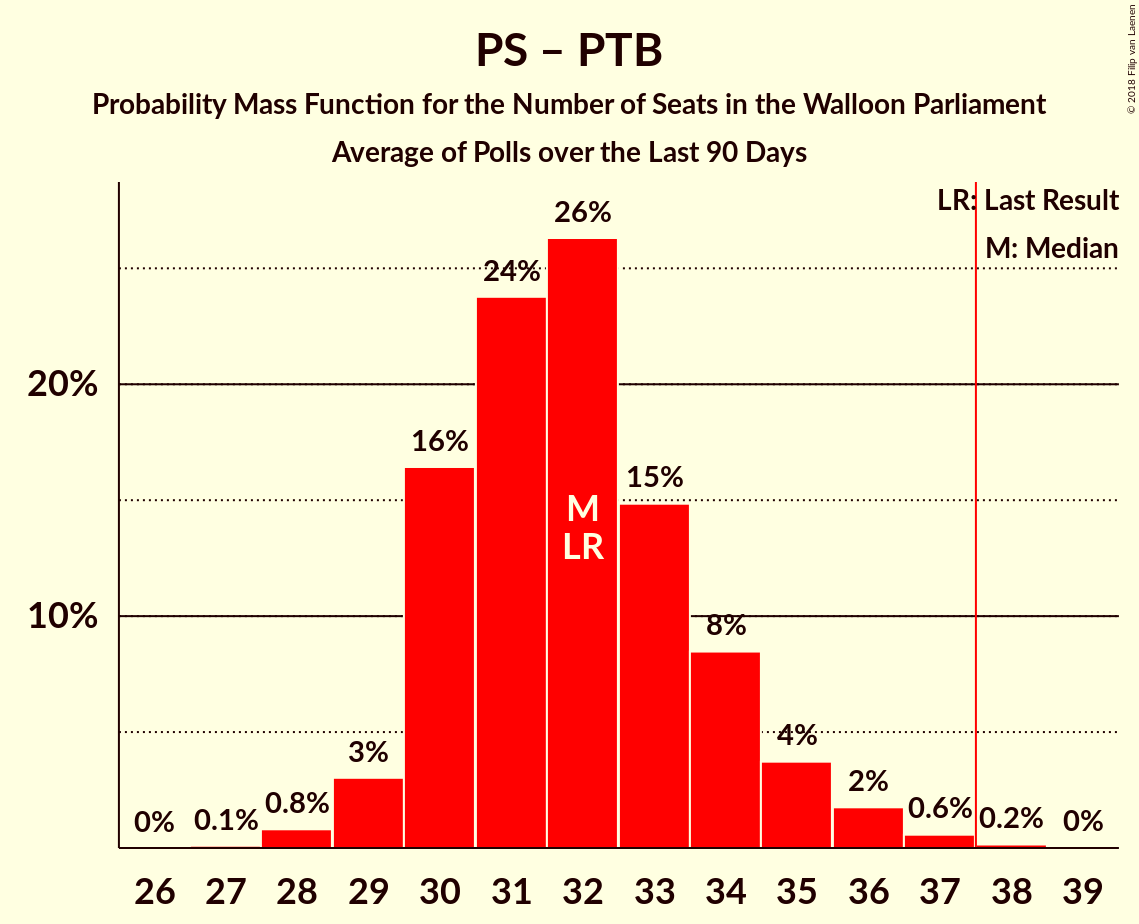 PS – PTB
Probability Mass Function for the Number of Seats in the Walloon Parliament
Average of Polls over the Last 90 Days
© 2018 Filip van Laenen
LR: Last Result
M: Median
20%
10%
0%
0.1%
0.8%
3%
16%
24%
26%
15%
8%
4%
2%
0.6%
0.2%
0%
M
LR
26 27 28 29 30 31 32 33 34 35 36 37 38 39